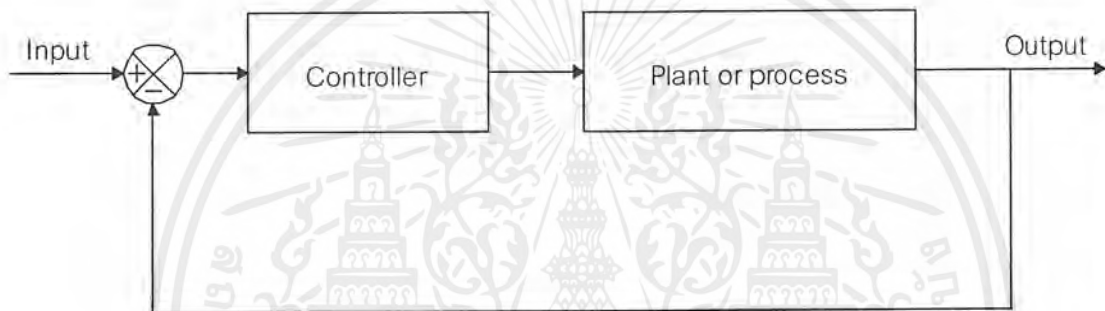 Input
+
−
Controller
Plant or process
Output